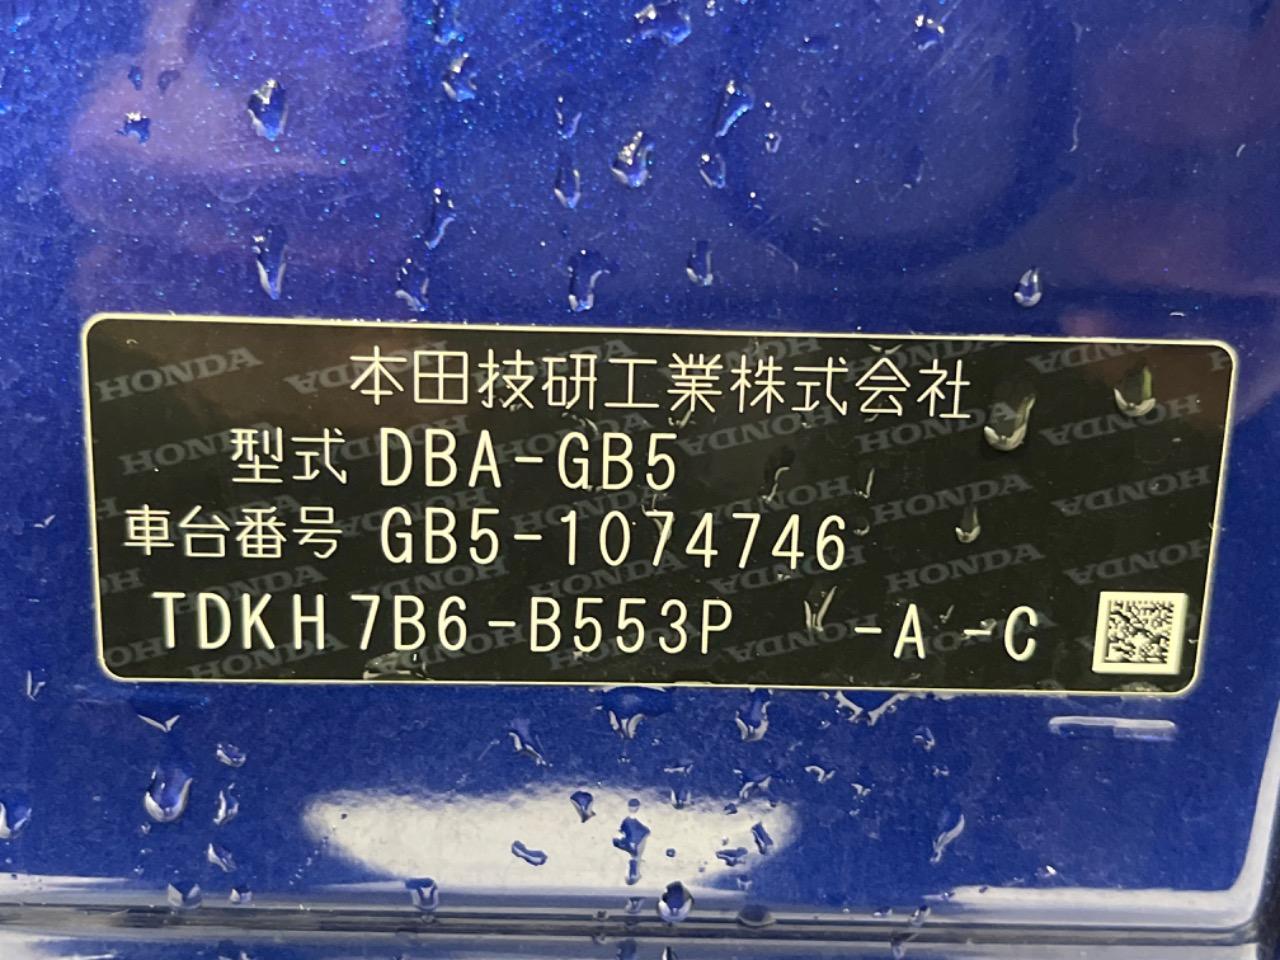 本田技研工業株式会社
型式 DBA-GB5
車台番号 GB5-1074746
TDKH7B6-B553P -A -C